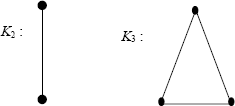 K₂ :
K₃ :